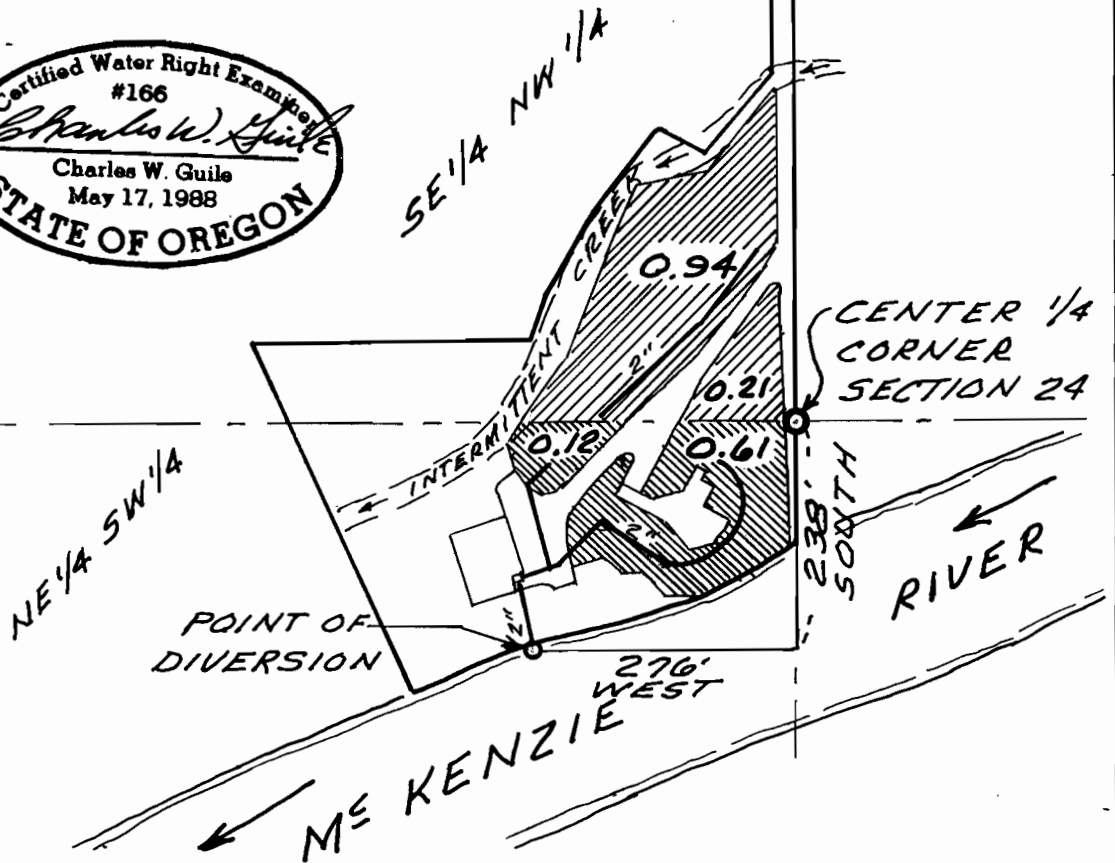 Certified Water Right Examiner
#166
Charles W. Guile
Charles W. Guile
May 17, 1988
STATE OF OREGON
SE 1/4 NW 1/4
INTERMITTENT CREEK
0.94
2"
0.21
0.12
0.61
2"
CENTER 1/4
CORNER
SECTION 24
NE 1/4 SW 1/4
238'
SOUTH
RIVER
POINT OF
DIVERSION
2"
276'
WEST
Mc KENZIE